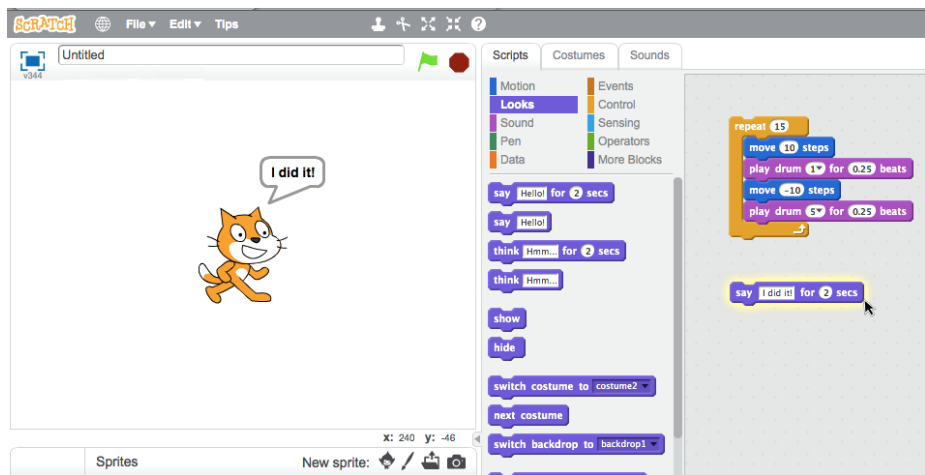 SCRATCH File Edit Tips
v344 Untitled
I did it!
X: 240 y: -46
Sprites New sprite:
Scripts Costumes Sounds
Motion Events
Looks Control
Sound Sensing
Pen Operators
Data More Blocks
say Hello! for 2 secs
say Hello!
think Hmm... for 2 secs
think Hmm...
show
hide
switch costume to costume2
next costume
switch backdrop to backdrop1
repeat 15
move 10 steps
play drum 1 for 0.25 beats
move -10 steps
play drum 5 for 0.25 beats
say I did it! for 2 secs